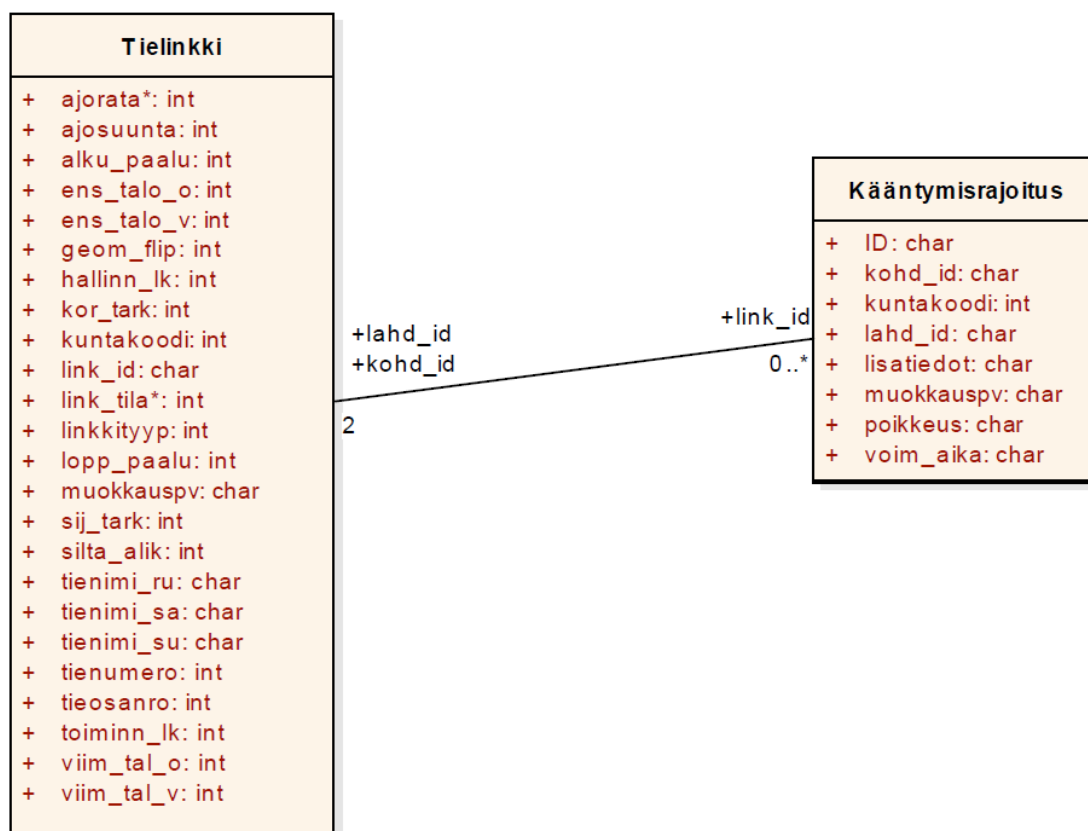 Tielinkki
+ ajorata*: int
+ ajosuunta: int
+ alku_paalu: int
+ ens_talo_o: int
+ ens_talo_v: int
+ geom_flip: int
+ hallinn_lk: int
+ kor_tark: int
+ kuntakoodi: int
+ link_id: char
+ link_tila*: int
+ linkkityyp: int
+ lopp_paalu: int
+ muokkauspv: char
+ sij_tark: int
+ silta_alik: int
+ tienimi_ru: char
+ tienimi_sa: char
+ tienimi_su: char
+ tienumero: int
+ tieosanro: int
+ toiminn_lk: int
+ viim_tal_o: int
+ viim_tal_v: int
+lahd_id
+kohd_id
2
+link_id
0..*
Kääntymisrajoitus
+ ID: char
+ kohd_id: char
+ kuntakoodi: int
+ lahd_id: char
+ lisatiedot: char
+ muokkauspv: char
+ poikkeus: char
+ voim_aika: char